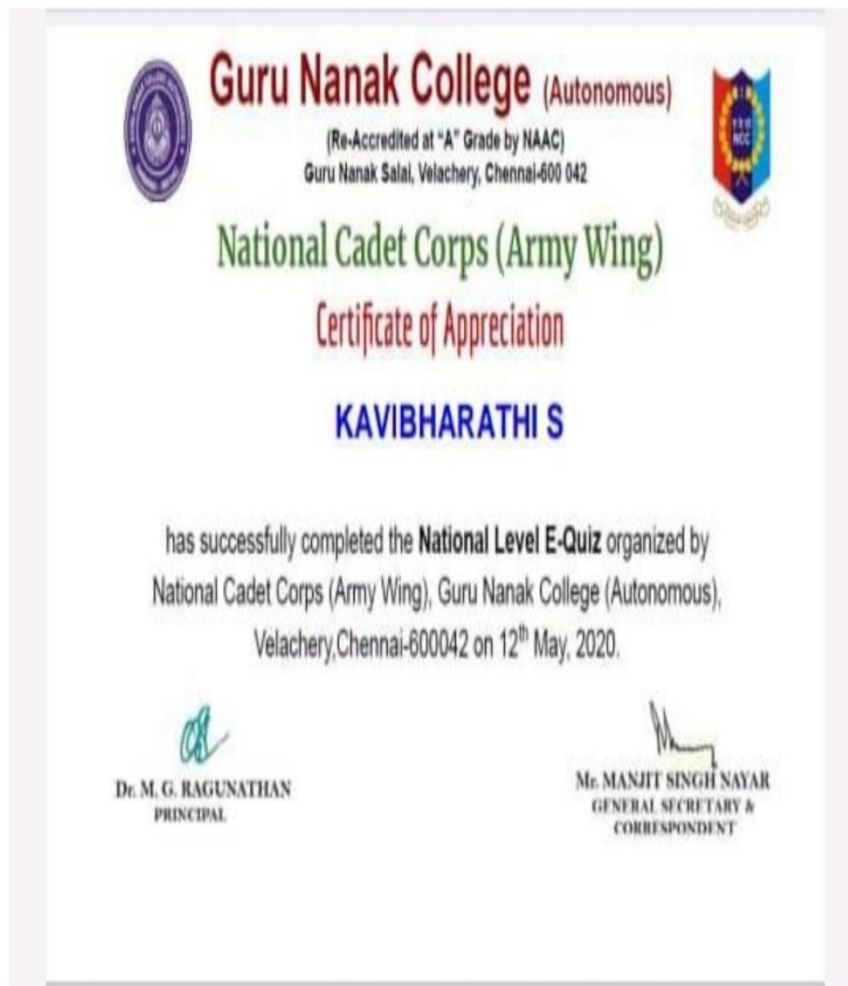 Guru Nanak College (Autonomous)
(Re-Accredited at "A" Grade by NAAC)
Guru Nanak Salai, Velachery, Chennai-600 042
NCC
National Cadet Corps (Army Wing)
Certificate of Appreciation
KAVIBHARATHI S
has successfully completed the National Level E-Quiz organized by
National Cadet Corps (Army Wing), Guru Nanak College (Autonomous),
Velachery,Chennai-600042 on 12th May, 2020.
Dr. M. G. RAGUNATHAN
PRINCIPAL
Mr. MANJIT SINGH NAYAR
GENERAL SECRETARY &
CORRESPONDENT